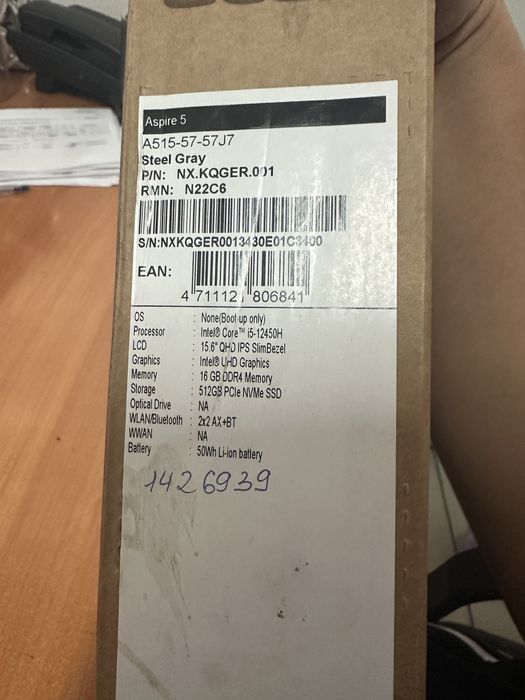 Aspire 5
A515-57-57J7
Steel Gray
P/N: NX.KQGER.001
RMN: N22C6
S/N:NXKQGER0013430E01C3400
EAN:
4 711121 806841
OS : None(Boot up only)
Processor : Intel® Core™ i5-12450H
LCD : 15.6" QHD IPS SlimBezel
Graphics : Intel® UHD Graphics
Memory : 16 GB DDR4 Memory
Storage : 512GB PCIe NVMe SSD
Optical Drive : NA
WLAN/Bluetooth : 2x2 AX+BT
WWAN : NA
Battery : 50Wh Li-ion battery
1426939